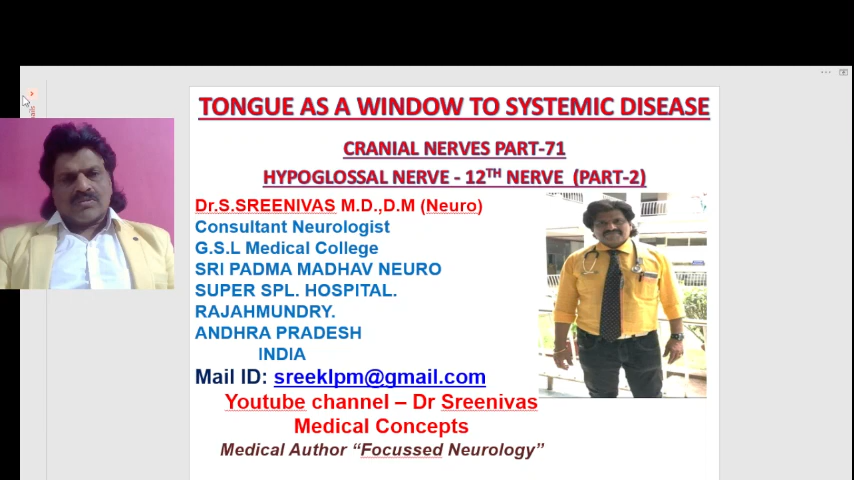 TONGUE AS A WINDOW TO SYSTEMIC DISEASE
CRANIAL NERVES PART-71
HYPOGLOSSAL NERVE - 12TH NERVE (PART-2)
Dr.S.SREENIVAS M.D.,D.M (Neuro)
Consultant Neurologist
G.S.L Medical College
SRI PADMA MADHAV NEURO
SUPER SPL. HOSPITAL.
RAJAHMUNDRY.
ANDHRA PRADESH
INDIA
Mail ID: sreeklpm@gmail.com
Youtube channel – Dr Sreenivas
Medical Concepts
Medical Author “Focussed Neurology”